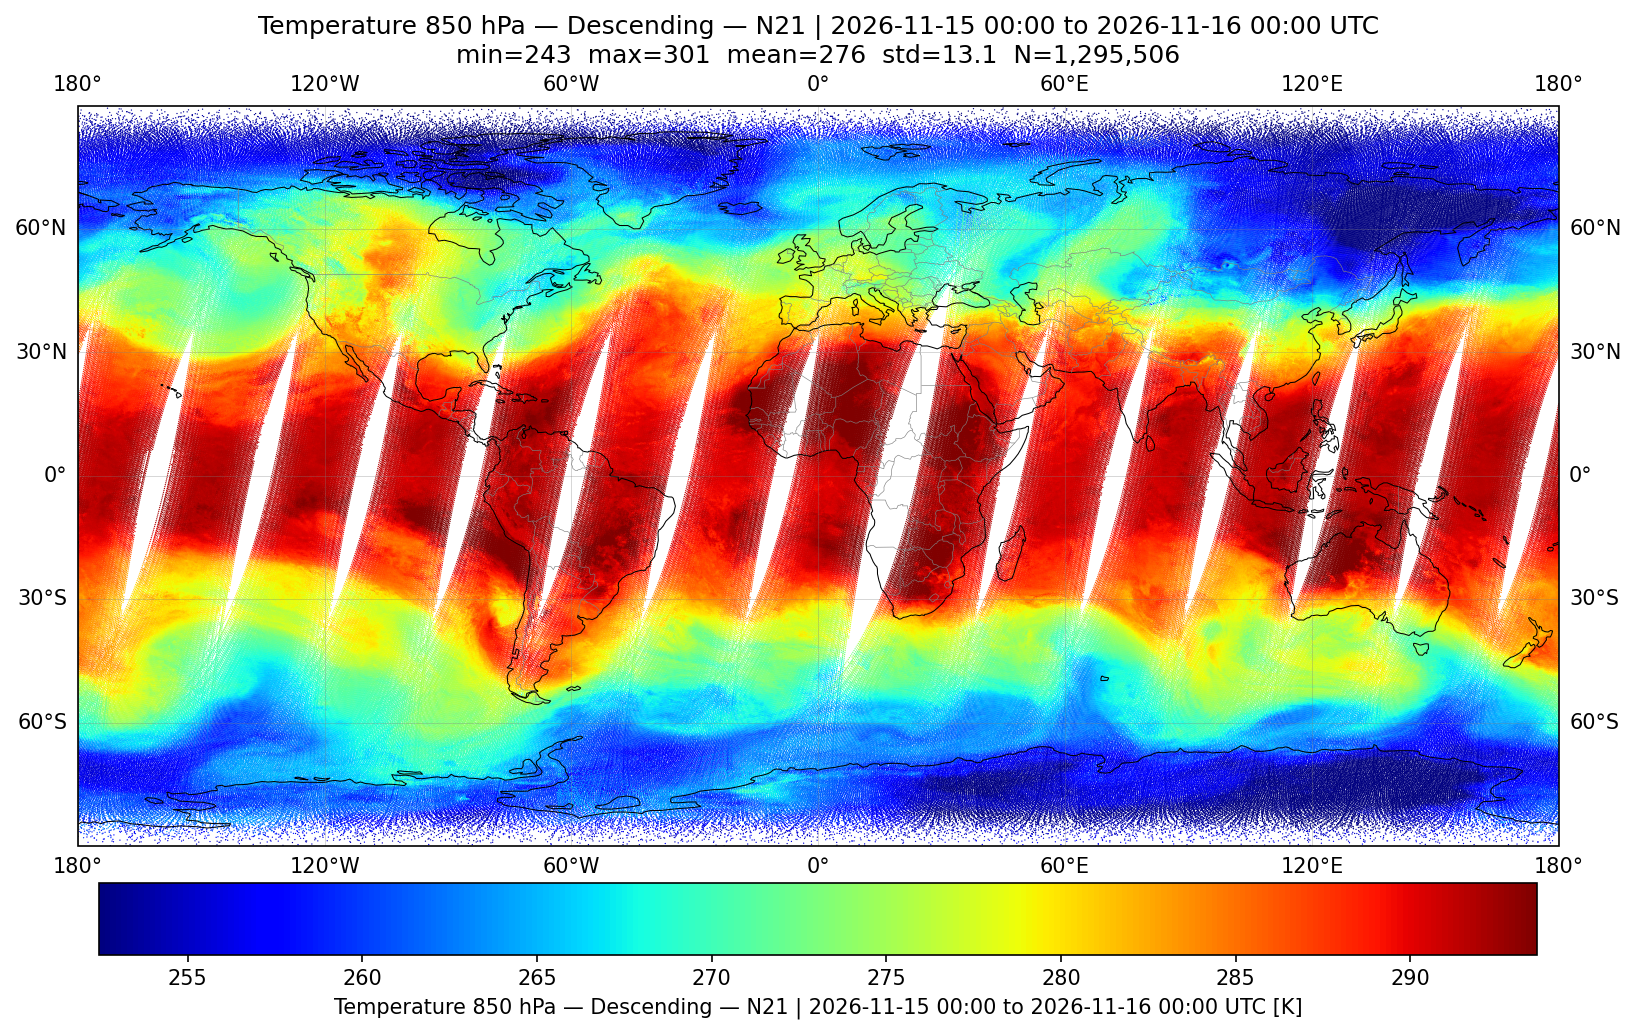 Temperature 850 hPa — Descending — N21 | 2026-11-15 00:00 to 2026-11-16 00:00 UTC
min=243  max=301  mean=276  std=13.1  N=1,295,506
180° 120°W 60°W 0° 60°E 120°E 180°
60°N 60°N
30°N 30°N
0° 0°
30°S 30°S
60°S 60°S
180° 120°W 60°W 0° 60°E 120°E 180°
255 260 265 270 275 280 285 290
Temperature 850 hPa — Descending — N21 | 2026-11-15 00:00 to 2026-11-16 00:00 UTC [K]